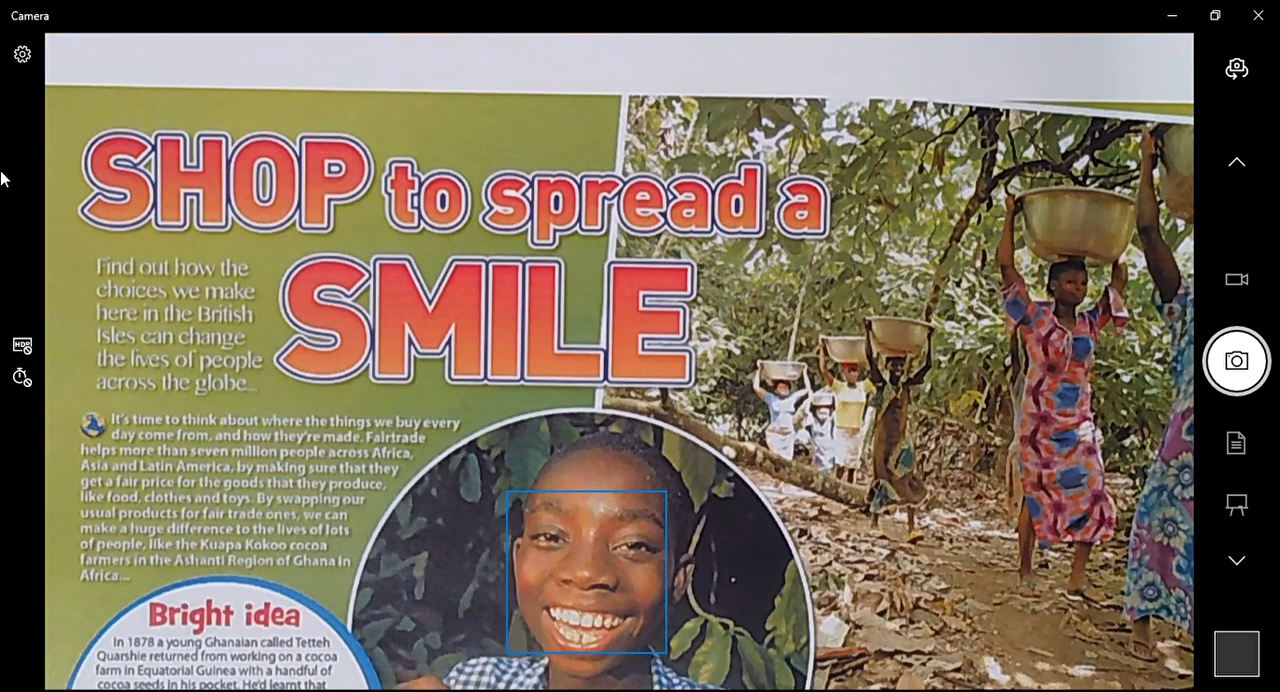 Camera
SHOP to spread a
SMILE
Find out how the
choices we make
here in the British
Isles can change
the lives of people
across the globe...
It's time to think about where the things we buy every
day come from, and how they're made. Fairtrade
helps more than seven million people across Africa,
Asia and Latin America, by making sure that they
get a fair price for the goods that they produce,
like food, clothes and toys. By swapping our
usual products for fair trade ones, we can
make a huge difference to the lives of lots
of people, like the Kuapa Kokoo cocoa
farmers in the Ashanti Region of Ghana in
Africa...
Bright idea
In 1878 a young Ghanaian called Tetteh
Quarshie returned from working on a cocoa
farm in Equatorial Guinea with a handful of
cocoa seeds in his pocket. He'd learnt that
HDR